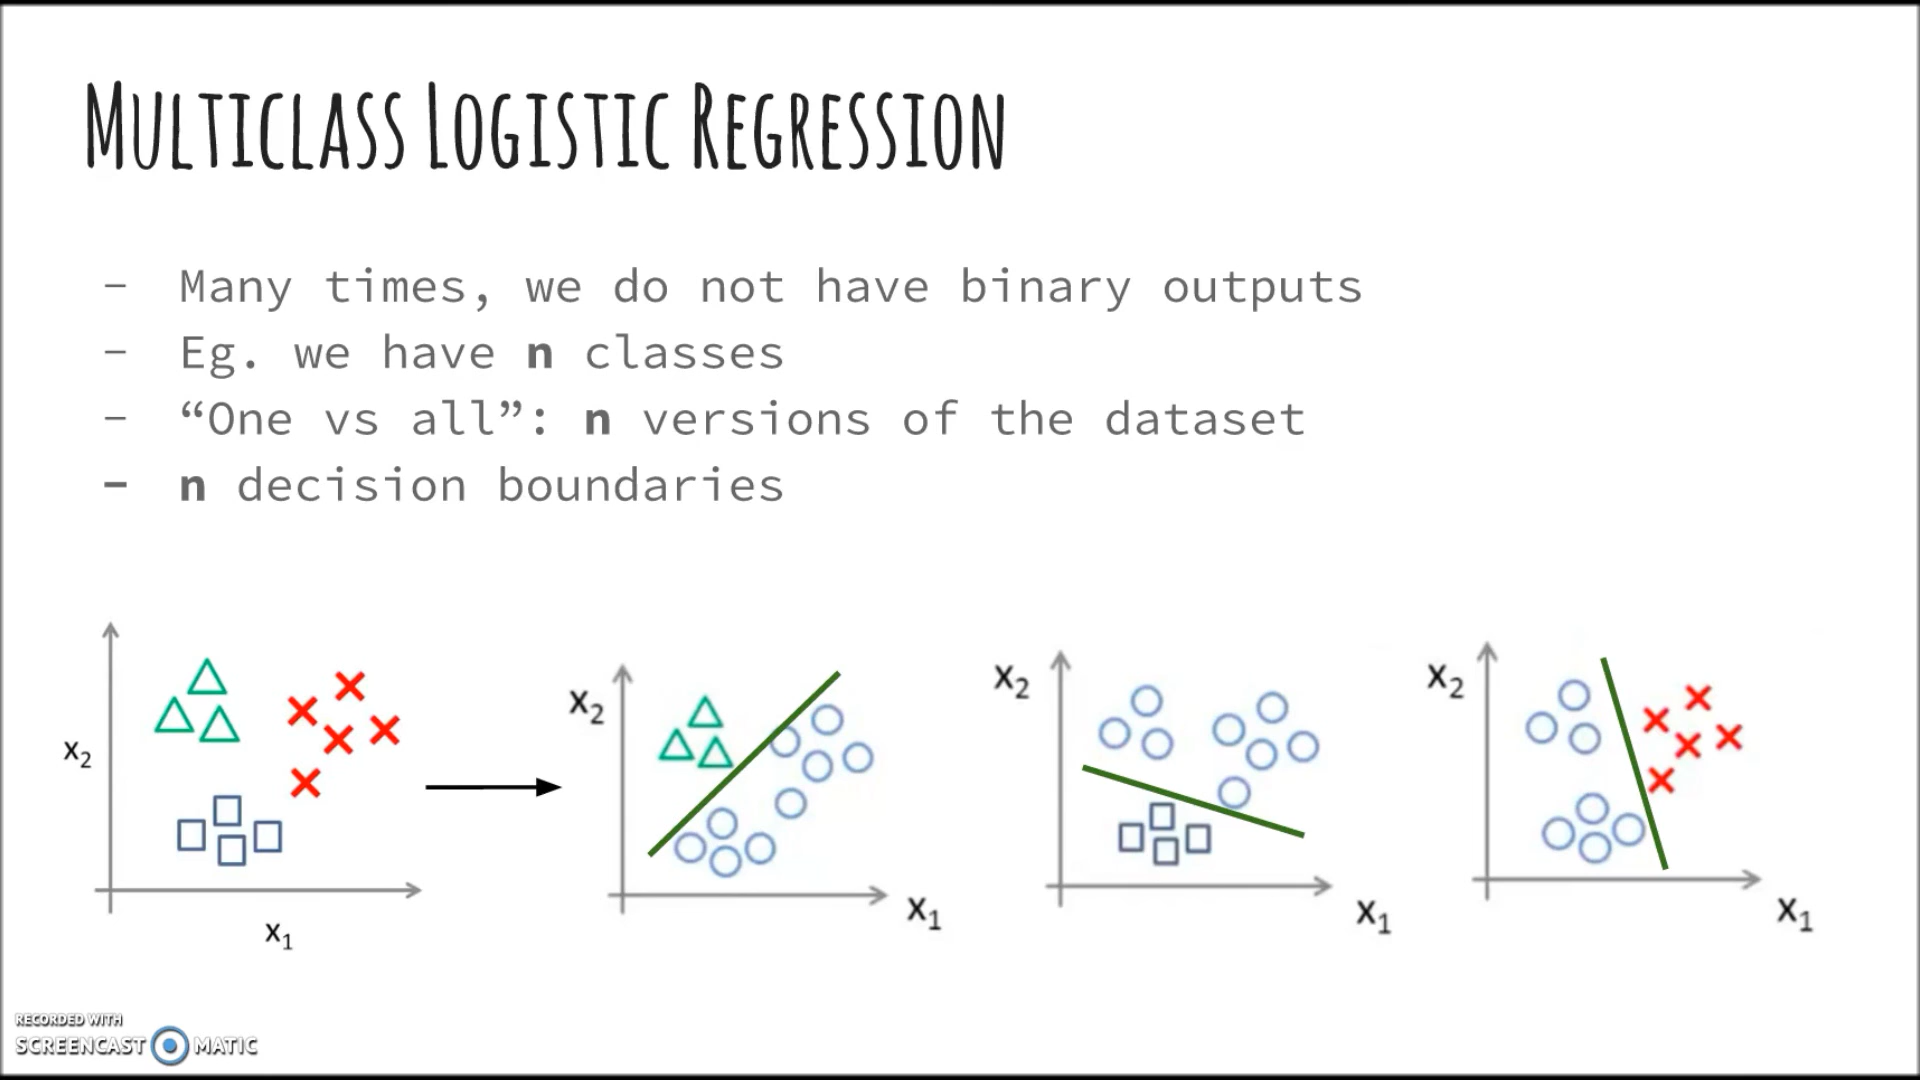 Multiclass Logistic Regression
- Many times, we do not have binary outputs
- Eg. we have n classes
- “One vs all”: n versions of the dataset
- n decision boundaries
x2
x1
x2
x1
x2
x1
x2
x1
RECORDED WITH
SCREENCAST MATIC